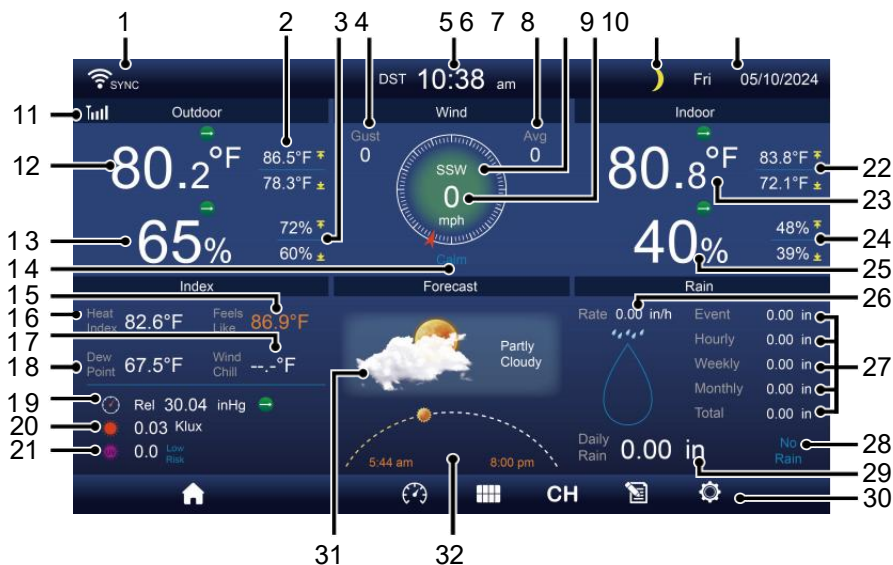 1 2 3 4 5 6 7 8 9 10
SYNC DST 10:38 am Fri 05/10/2024
11 Outdoor Wind Indoor
Gust 0 Avg 0
12 80.2°F 86.5°F 78.3°F
SSW 0 mph
80.8°F 83.8°F 72.1°F 22
23
13 65% 72% 60%
40% 48% 39% 24
25
14 Calm
Index Forecast Rain
15 26
16 Heat Index 82.6°F Feels Like 86.9°F
Rate 0.00 in/h Event 0.00 in
Hourly 0.00 in
17
Partly Cloudy
18 Dew Point 67.5°F Wind Chill --.-°F
Weekly 0.00 in 27
Monthly 0.00 in
19 Rel 30.04 inHg
Total 0.00 in
20 0.03 Klux
21 UV 0.0 Low Risk
5:44 am 8:00 pm
Daily Rain 0.00 in No Rain 28
29
CH 30
31 32